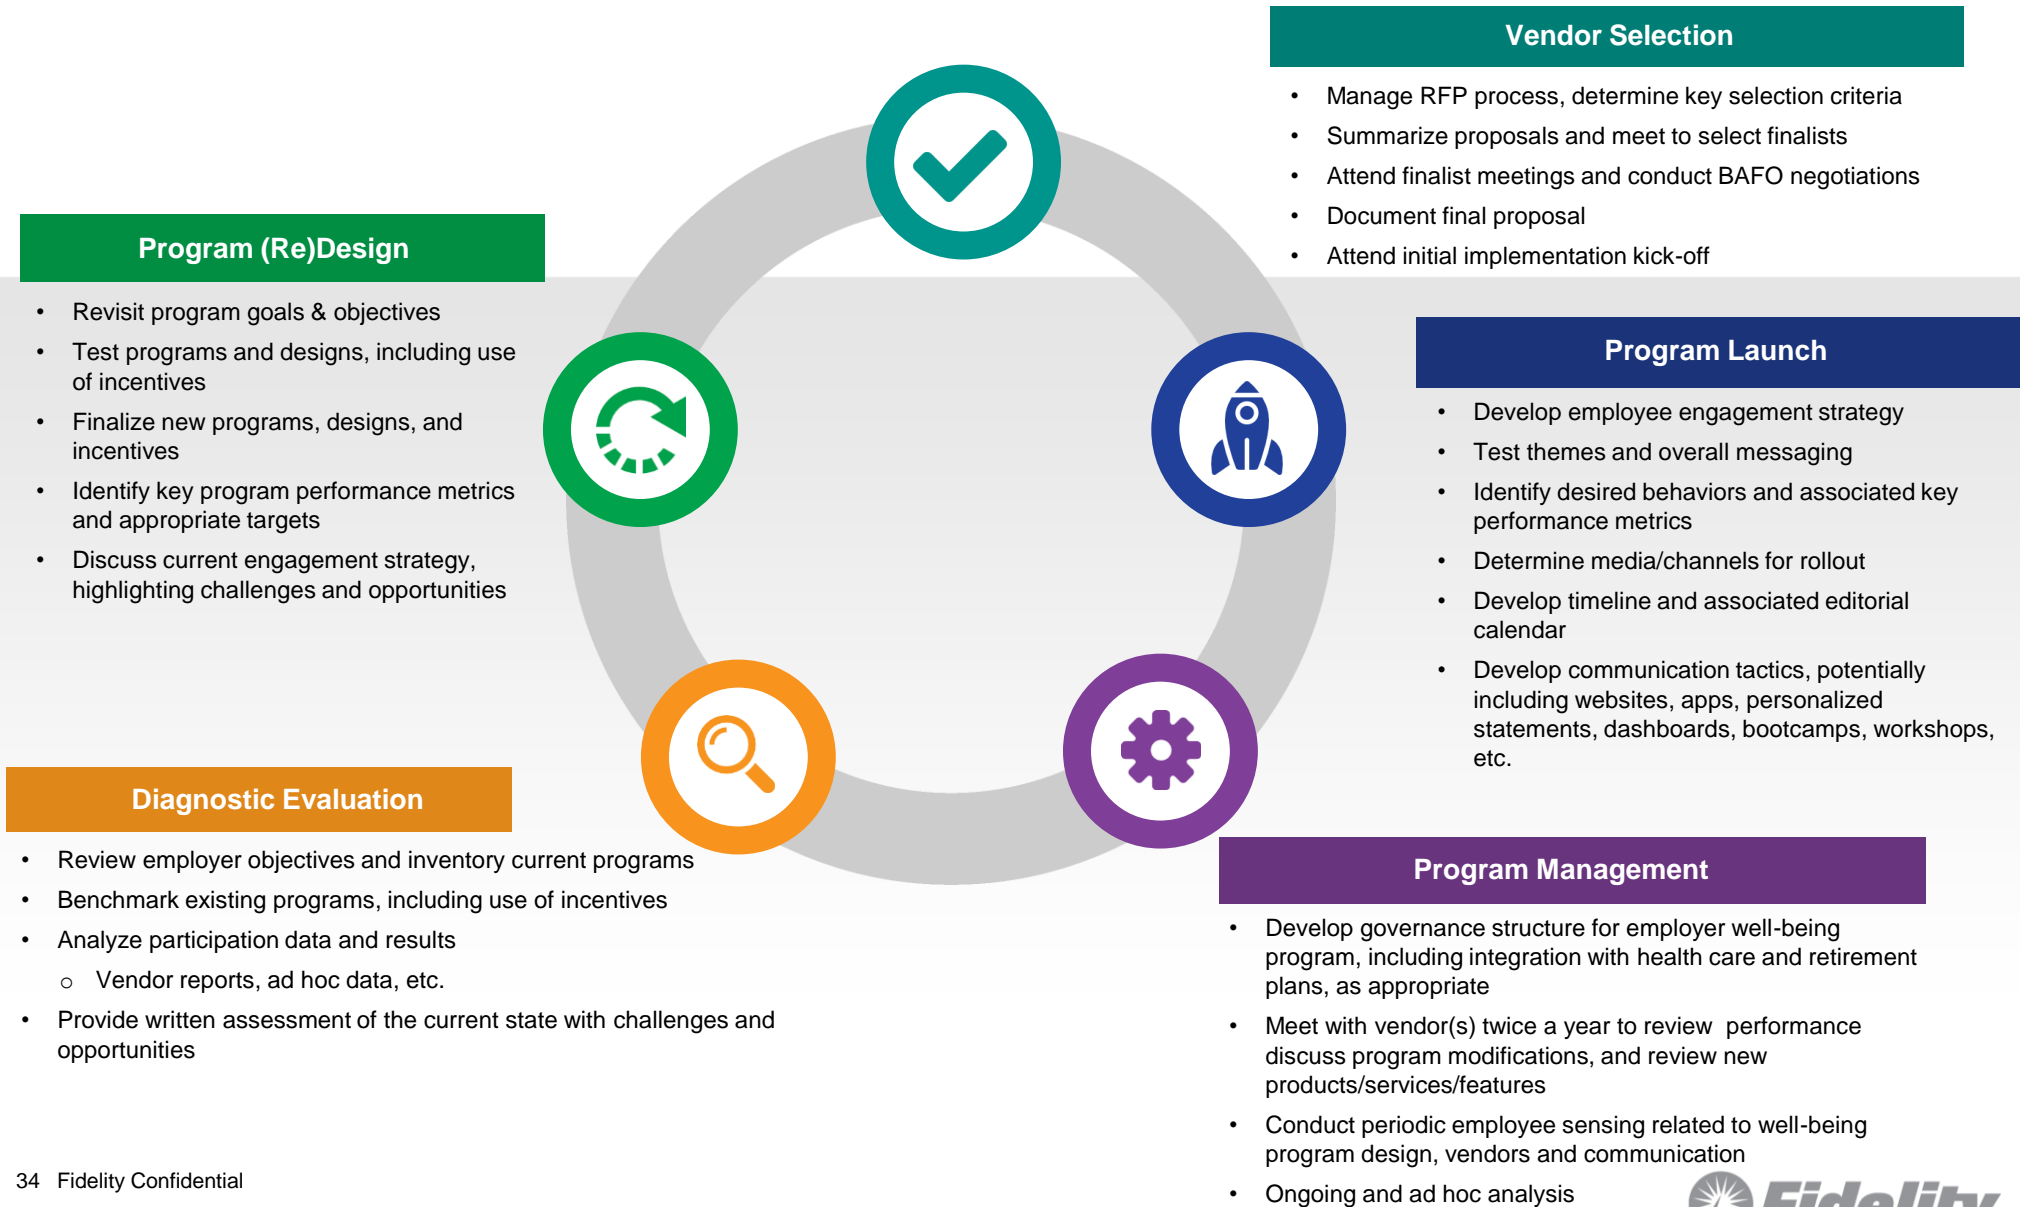 Vendor Selection
• Manage RFP process, determine key selection criteria
• Summarize proposals and meet to select finalists
• Attend finalist meetings and conduct BAFO negotiations
• Document final proposal
• Attend initial implementation kick-off
Program (Re)Design
• Revisit program goals & objectives
• Test programs and designs, including use
of incentives
• Finalize new programs, designs, and
incentives
• Identify key program performance metrics
and appropriate targets
• Discuss current engagement strategy,
highlighting challenges and opportunities
Program Launch
• Develop employee engagement strategy
• Test themes and overall messaging
• Identify desired behaviors and associated key
performance metrics
• Determine media/channels for rollout
• Develop timeline and associated editorial
calendar
• Develop communication tactics, potentially
including websites, apps, personalized
statements, dashboards, bootcamps, workshops,
etc.
Diagnostic Evaluation
• Review employer objectives and inventory current programs
• Benchmark existing programs, including use of incentives
• Analyze participation data and results
o Vendor reports, ad hoc data, etc.
• Provide written assessment of the current state with challenges and
opportunities
Program Management
• Develop governance structure for employer well-being
program, including integration with health care and retirement
plans, as appropriate
• Meet with vendor(s) twice a year to review  performance
discuss program modifications, and review new
products/services/features
• Conduct periodic employee sensing related to well-being
program design, vendors and communication
• Ongoing and ad hoc analysis
34 Fidelity Confidential
Fidelity